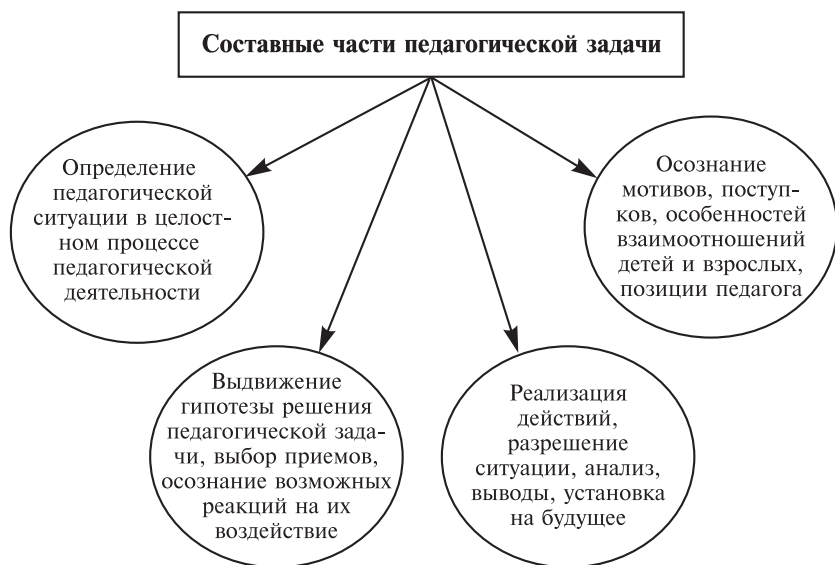 Составные части педагогической задачи
Определение
педагогической
ситуации в целост-
ном процессе
педагогической
деятельности
Осознание
мотивов, поступ-
ков, особенностей
взаимоотношений
детей и взрослых,
позиции педагога
Выдвижение
гипотезы решения
педагогической зада-
чи, выбор приемов,
осознание возможных
реакций на их
воздействие
Реализация
действий,
разрешение
ситуации, анализ,
выводы, установка
на будущее